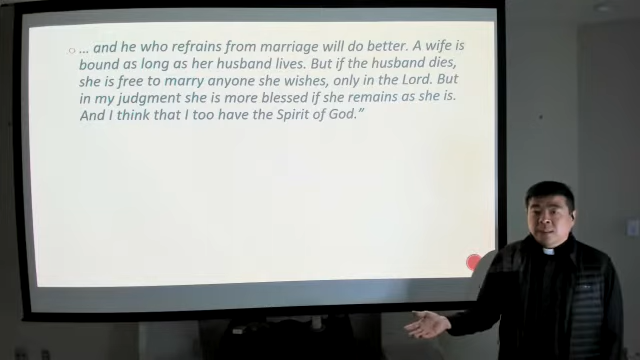 ... and he who refrains from marriage will do better. A wife is
bound as long as her husband lives. But if the husband dies,
she is free to marry anyone she wishes, only in the Lord. But
in my judgment she is more blessed if she remains as she is.
And I think that I too have the Spirit of God.”